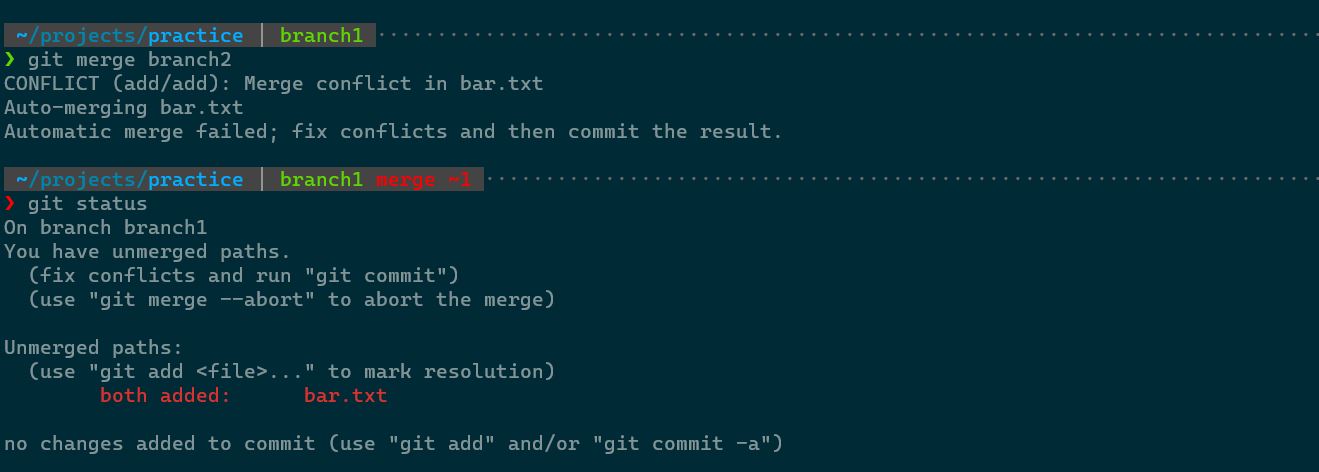 ~/projects/practice | branch1
❯ git merge branch2
CONFLICT (add/add): Merge conflict in bar.txt
Auto-merging bar.txt
Automatic merge failed; fix conflicts and then commit the result.
~/projects/practice | branch1 merge ~1
❯ git status
On branch branch1
You have unmerged paths.
  (fix conflicts and run "git commit")
  (use "git merge --abort" to abort the merge)
Unmerged paths:
  (use "git add <file>..." to mark resolution)
        both added:      bar.txt
no changes added to commit (use "git add" and/or "git commit -a")